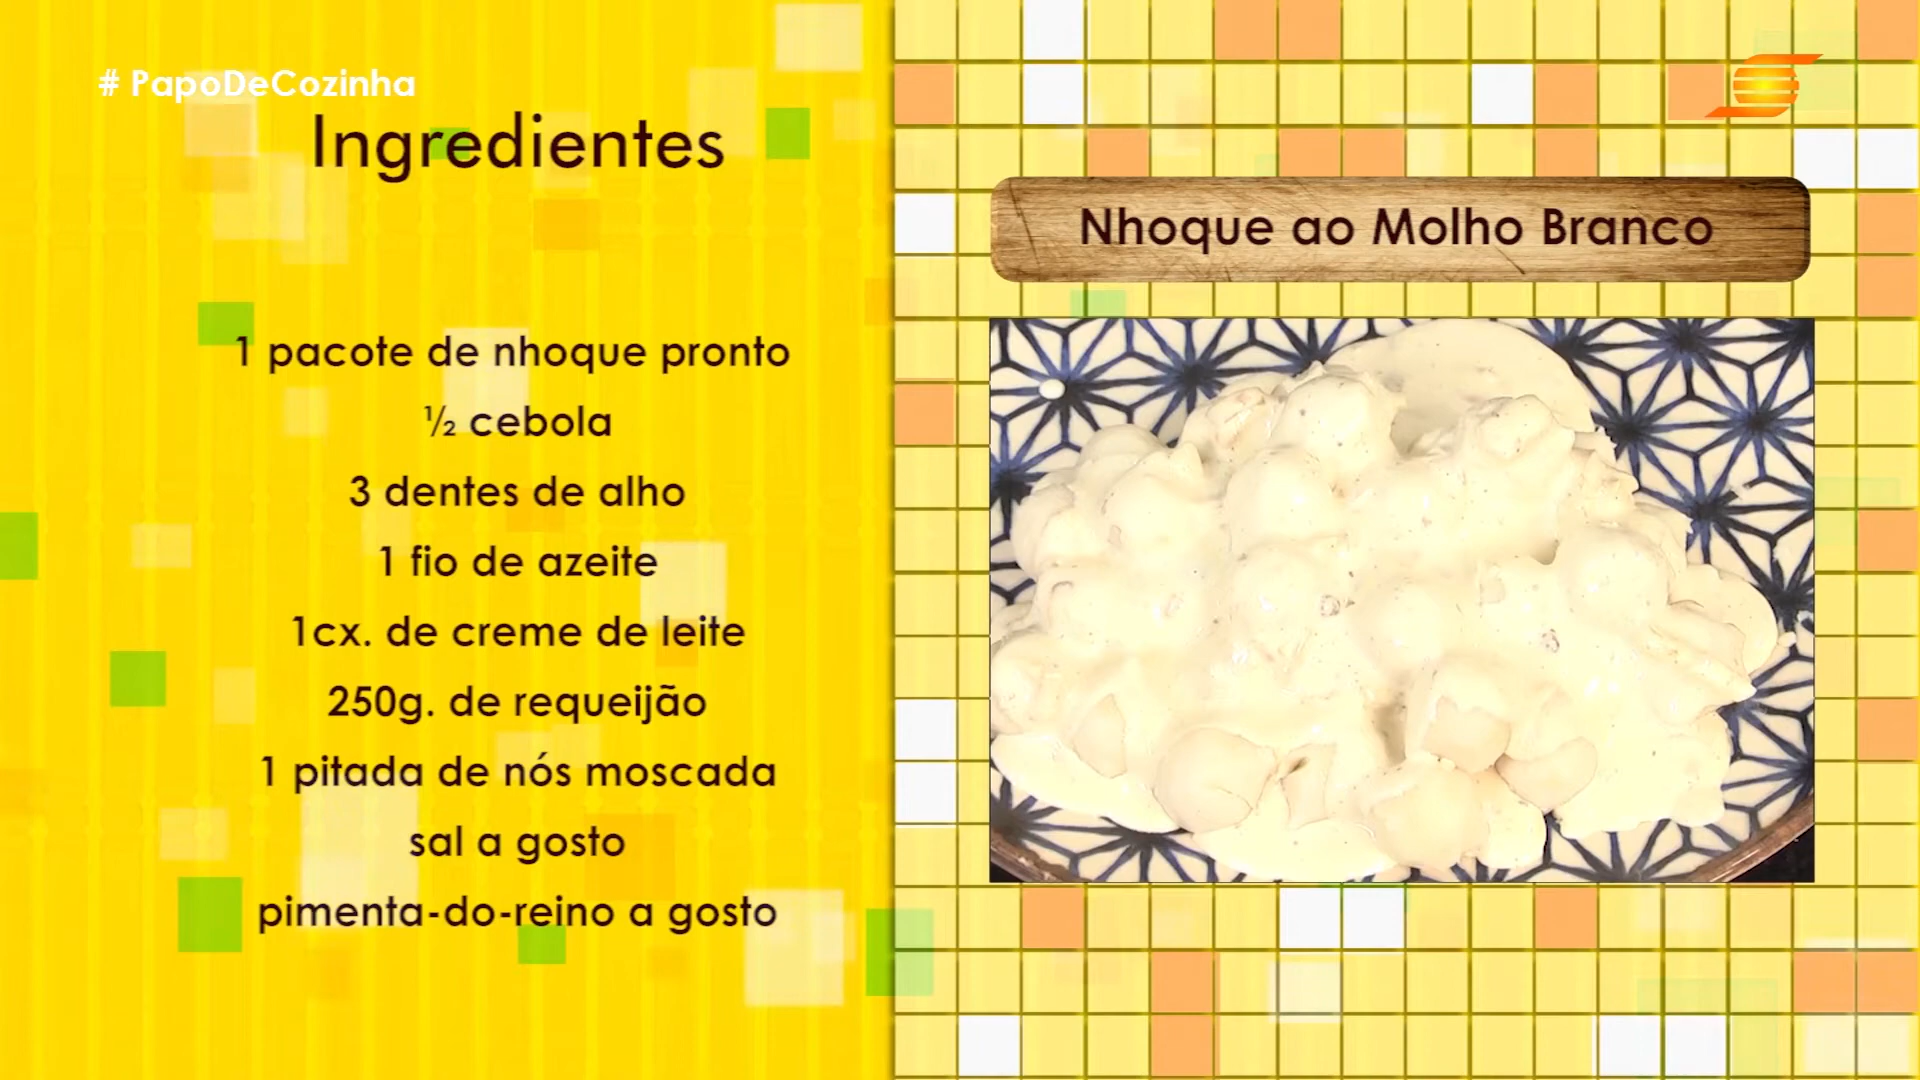 # PapoDeCozinha
Ingredientes
1 pacote de nhoque pronto
½ cebola
3 dentes de alho
1 fio de azeite
1cx. de creme de leite
250g. de requeijão
1 pitada de nós moscada
sal a gosto
pimenta-do-reino a gosto
Nhoque ao Molho Branco